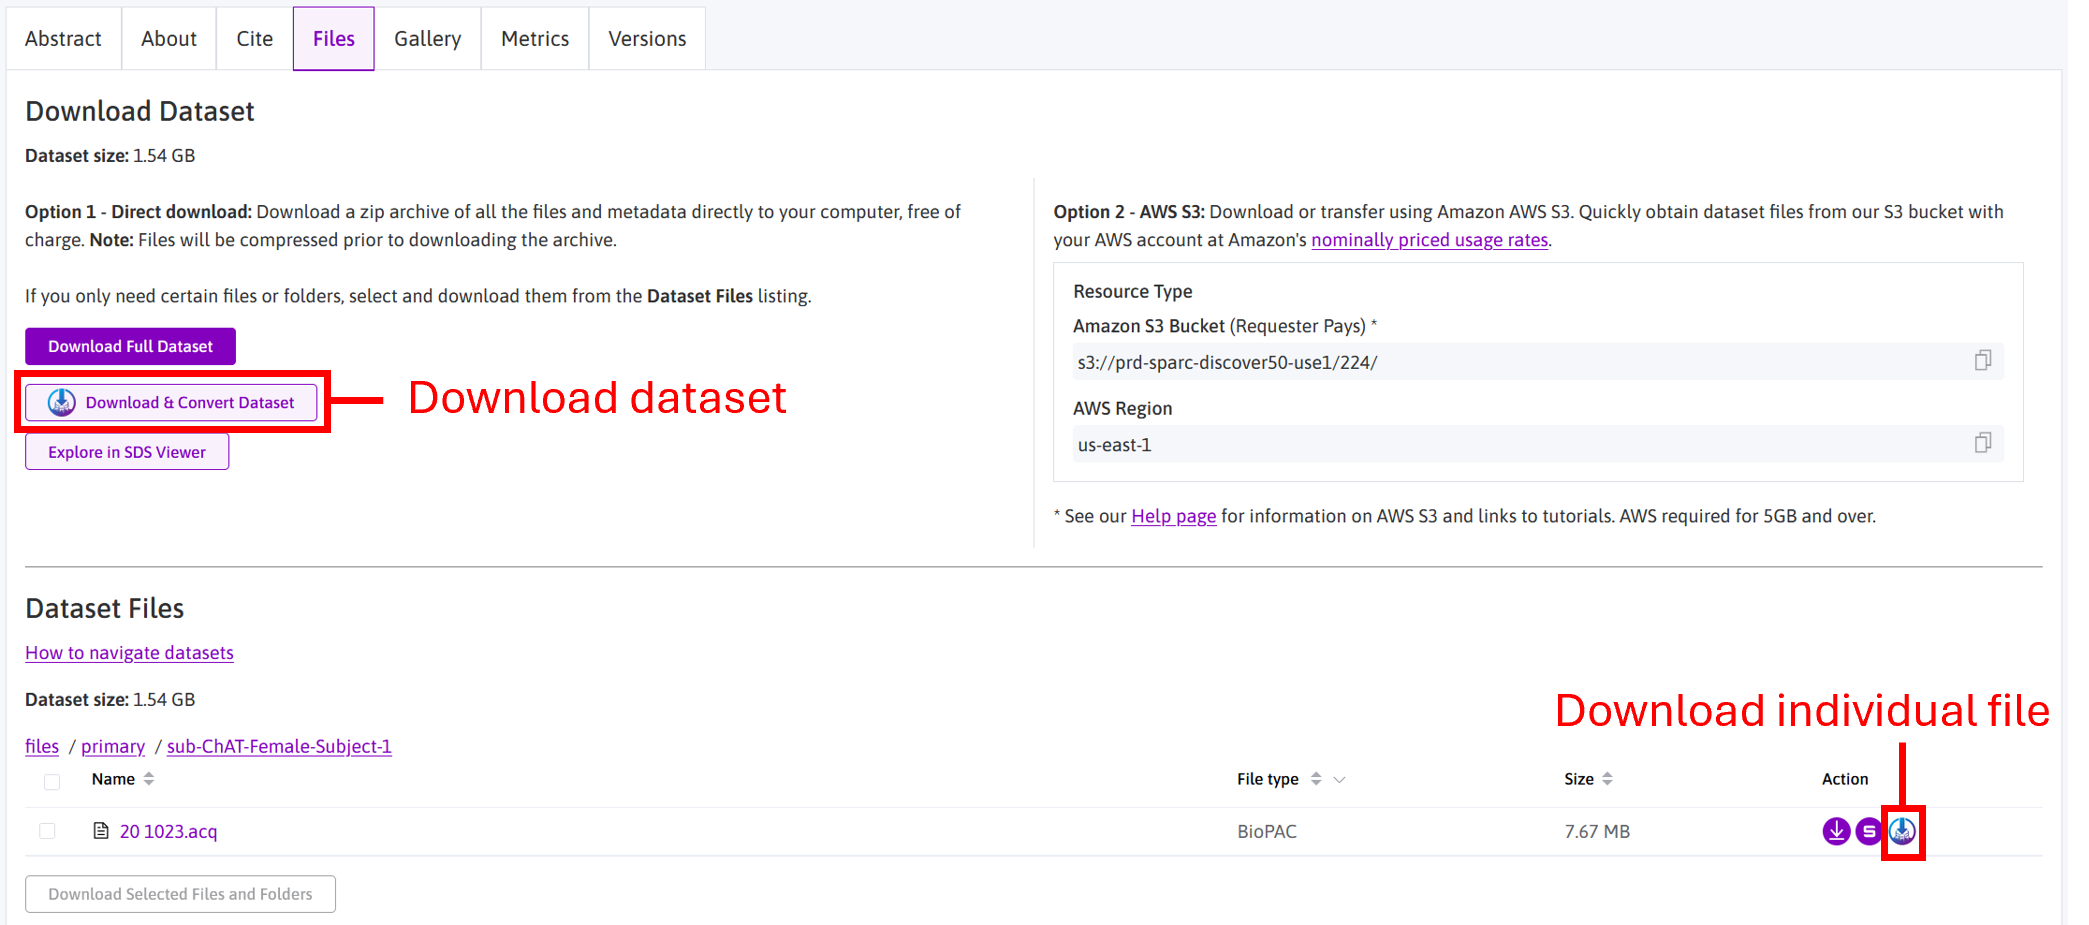 Abstract
About
Cite
Files
Gallery
Metrics
Versions
Download Dataset
Dataset size: 1.54 GB
Option 1 - Direct download: Download a zip archive of all the files and metadata directly to your computer, free of
charge. Note: Files will be compressed prior to downloading the archive.
If you only need certain files or folders, select and download them from the Dataset Files listing.
Download Full Dataset
Download & Convert Dataset
Download dataset
Explore in SDS Viewer
Option 2 - AWS S3: Download or transfer using Amazon AWS S3. Quickly obtain dataset files from our S3 bucket with
your AWS account at Amazon's nominally priced usage rates.
Resource Type
Amazon S3 Bucket (Requester Pays) *
s3://prd-sparc-discover50-use1/224/
AWS Region
us-east-1
* See our Help page for information on AWS S3 and links to tutorials. AWS required for 5GB and over.
Dataset Files
How to navigate datasets
Dataset size: 1.54 GB
Download individual file
files / primary / sub-ChAT-Female-Subject-1
Name
File type
Size
Action
20 1023.acq
BioPAC
7.67 MB
S
Download Selected Files and Folders